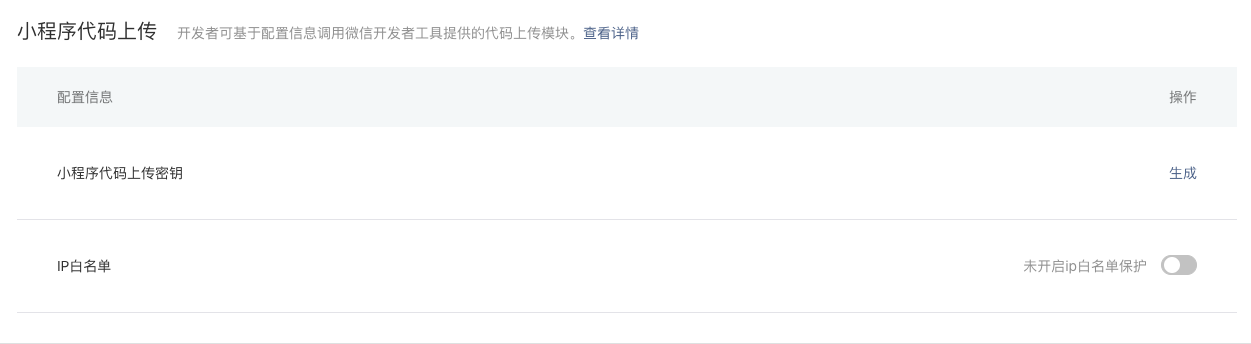 小程序代码上传 开发者可基于配置信息调用微信开发者工具提供的代码上传模块。查看详情
配置信息 操作
小程序代码上传密钥 生成
IP白名单 未开启ip白名单保护